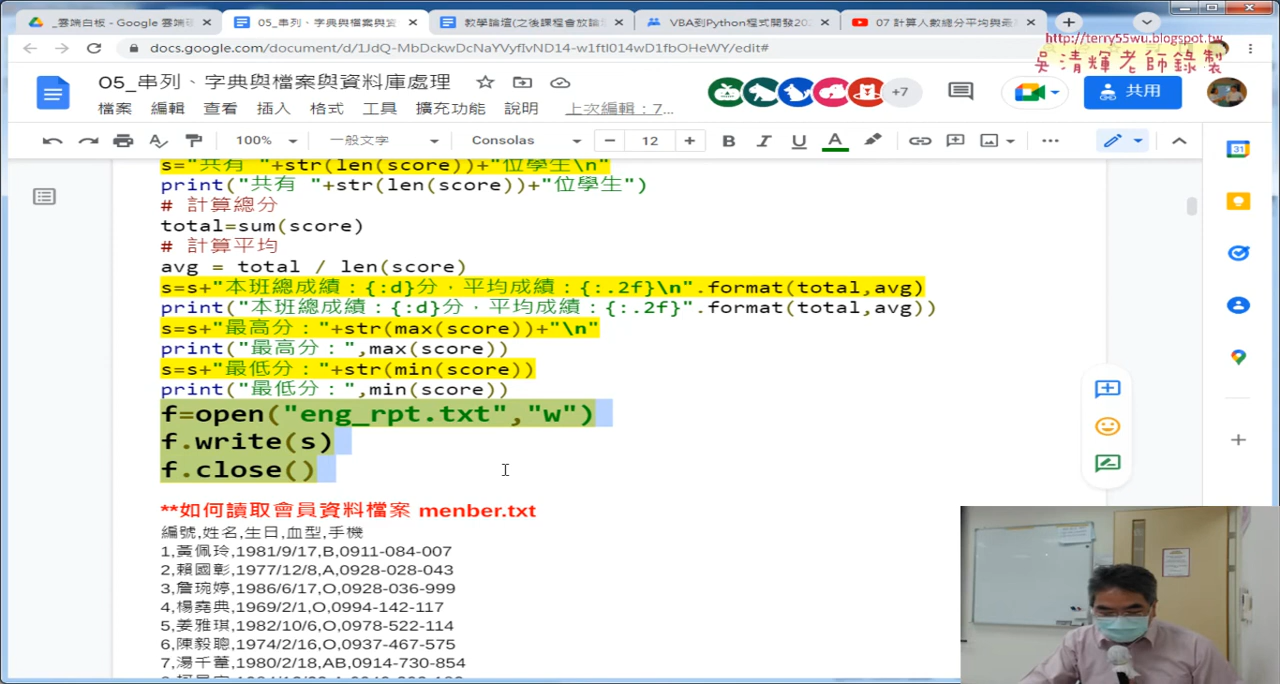 _雲端白板 - Google 雲端硬
05_串列、字典與檔案與資
教學論壇(之後課程會放論壇
VBA到Python程式開發202
07 計算人數總分平均與最
docs.google.com/document/d/1JdQ-MbDckwDcNaYVyfIvND14-w1ftl014wD1fbOHeWY/edit#
http://terry55wu.blogspot.tw
吳清輝老師錄製
05_串列、字典與檔案與資料庫處理
+7
共用
檔案 編輯 查看 插入 格式 工具 擴充功能 說明 上次編輯：7...
100% 一般文字 Consolas 12 B I U A
31
s="共有 "+str(len(score))+"位學生\n"
print("共有 "+str(len(score))+"位學生")
# 計算總分
total=sum(score)
# 計算平均
avg = total / len(score)
s=s+"本班總成績：{:d}分，平均成績：{:.2f}\n".format(total,avg)
print("本班總成績：{:d}分，平均成績：{:.2f}".format(total,avg))
s=s+"最高分："+str(max(score))+"\n"
print("最高分：",max(score))
s=s+"最低分："+str(min(score))
print("最低分：",min(score))
f=open("eng_rpt.txt","w")
f.write(s)
f.close()
**如何讀取會員資料檔案 menber.txt
編號,姓名,生日,血型,手機
1,黃佩玲,1981/9/17,B,0911-084-007
2,賴國彰,1977/12/8,A,0928-028-043
3,詹琬婷,1986/6/17,O,0928-036-999
4,楊堯典,1969/2/1,O,0994-142-117
5,姜雅琪,1982/10/6,O,0978-522-114
6,陳毅聰,1974/2/16,O,0937-467-575
7,湯千葦,1980/2/18,AB,0914-730-854